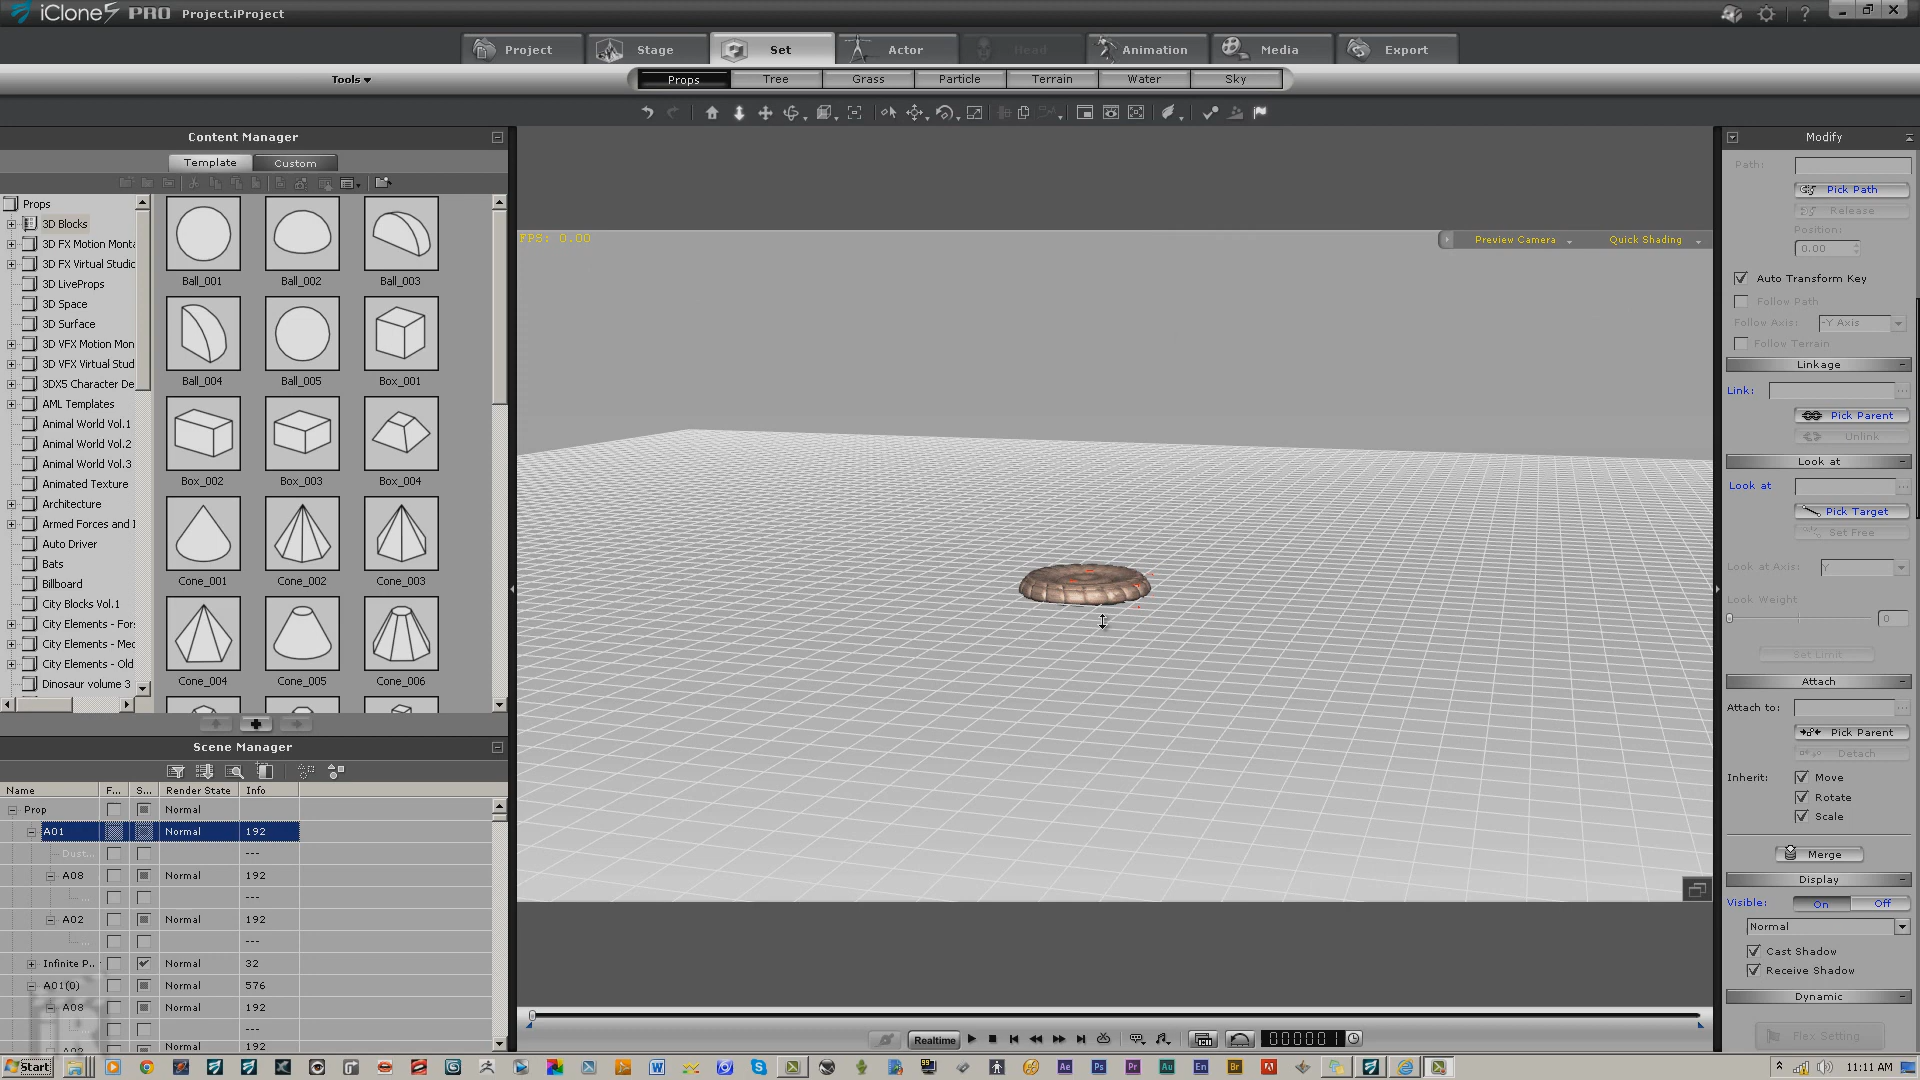 iClone5 PRO Project.iProject
Project Stage Set Actor Head Animation Media Export
Tools
Props Tree Grass Particle Terrain Water Sky
Content Manager
Template Custom
Props
3D Blocks
3D FX Motion Monta
3D FX Virtual Studio
3D LiveProps
3D Space
3D Surface
3D VFX Motion Mon
3D VFX Virtual Stud
3DX5 Character De
AML Templates
Animal World Vol.1
Animal World Vol.2
Animal World Vol.3
Animated Texture
Architecture
Armed Forces and I
Auto Driver
Bats
Billboard
City Blocks Vol.1
City Elements - For
City Elements - Med
City Elements - Old
Dinosaur volume 3
Ball_001 Ball_002 Ball_003
Ball_004 Ball_005 Box_001
Box_002 Box_003 Box_004
Cone_001 Cone_002 Cone_003
Cone_004 Cone_005 Cone_006
Scene Manager
Name F... S... Render State Info
Prop Normal
A01 Normal 192
Dust... ---
A08 Normal 192
... ---
A02 Normal 192
... ---
Infinite P.. Normal 32
A01(0) Normal 576
A08 Normal 192
---
A02 Normal 192
FPS: 0.00
Preview Camera Quick Shading
Realtime
000001
Modify
Path:
Pick Path
Release
Position:
0.00
Auto Transform Key
Follow Path
Follow Axis: -Y Axis
Follow Terrain
Linkage
Link:
Pick Parent
Unlink
Look at
Look at
Pick Target
Set Free
Look at Axis: Y
Look Weight
0
Set Limit
Attach
Attach to:
Pick Parent
Detach
Inherit: Move
Rotate
Scale
Merge
Display
Visible: On Off
Normal
Cast Shadow
Receive Shadow
Dynamic
Flex Setting
Start
Ae Ps Pr Au En Br
11:11 AM